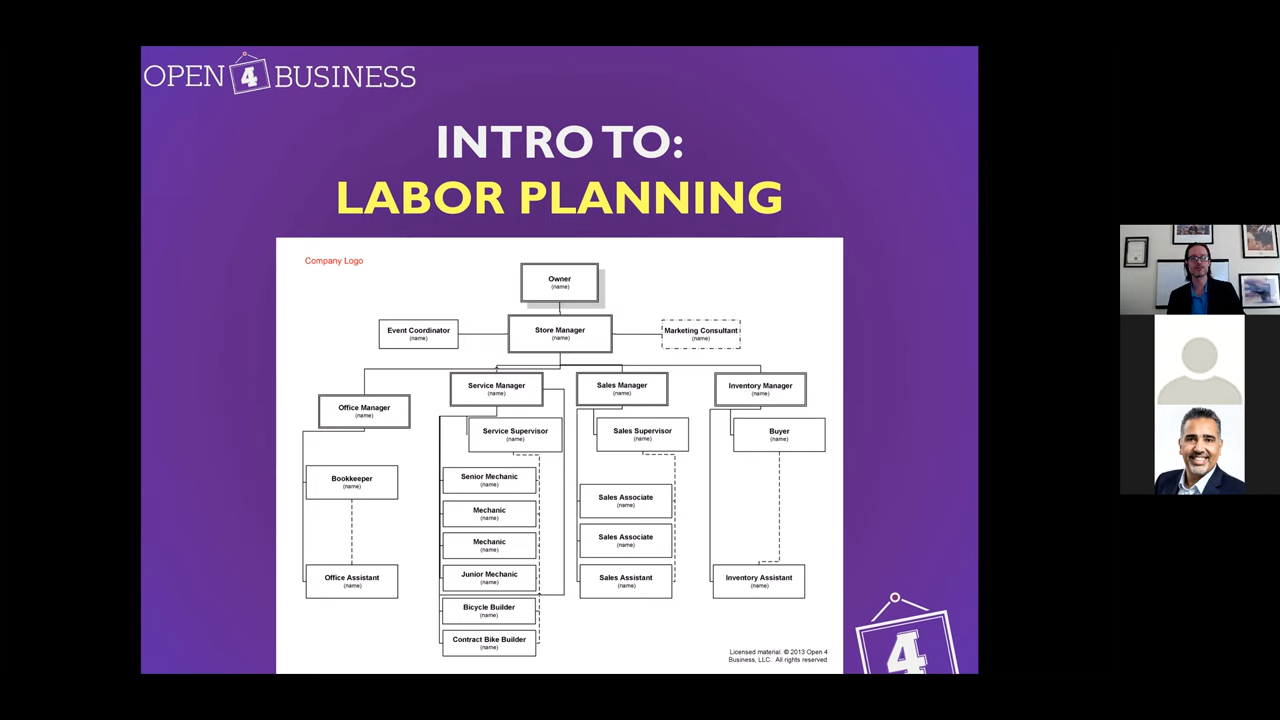 OPEN 4 BUSINESS
INTRO TO:
LABOR PLANNING
Company Logo
Owner
(name)
Event Coordinator
(name)
Store Manager
(name)
Marketing Consultant
(name)
Office Manager
(name)
Service Manager
(name)
Sales Manager
(name)
Inventory Manager
(name)
Service Supervisor
(name)
Sales Supervisor
(name)
Buyer
(name)
Bookkeeper
(name)
Senior Mechanic
(name)
Sales Associate
(name)
Mechanic
(name)
Mechanic
(name)
Sales Associate
(name)
Office Assistant
(name)
Junior Mechanic
(name)
Sales Assistant
(name)
Inventory Assistant
(name)
Bicycle Builder
(name)
Contract Bike Builder
(name)
Licensed material. © 2013 Open 4
Business, LLC. All rights reserved.
4